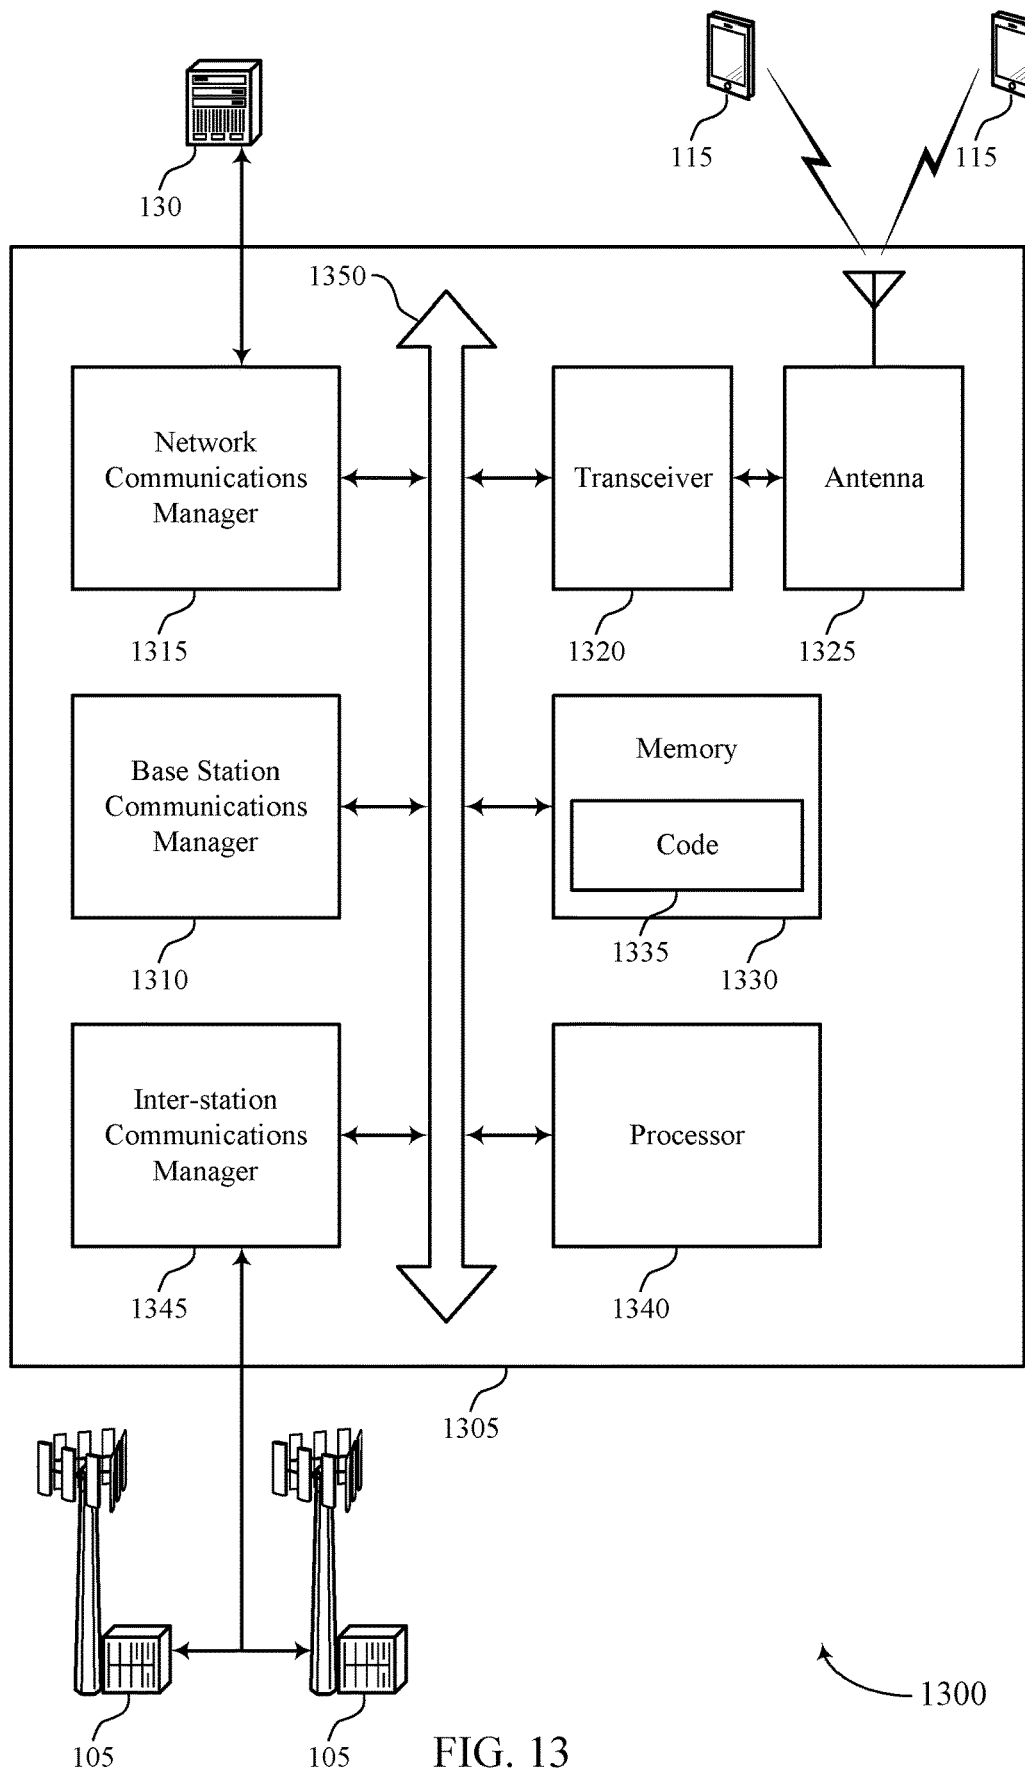 130
115
115
1350
Network
Communications
Manager
Transceiver
Antenna
1315
1320
1325
Base Station
Communications
Manager
Memory
Code
1310
1335
1330
Inter-station
Communications
Manager
Processor
1345
1340
1305
105
105
1300
FIG. 13